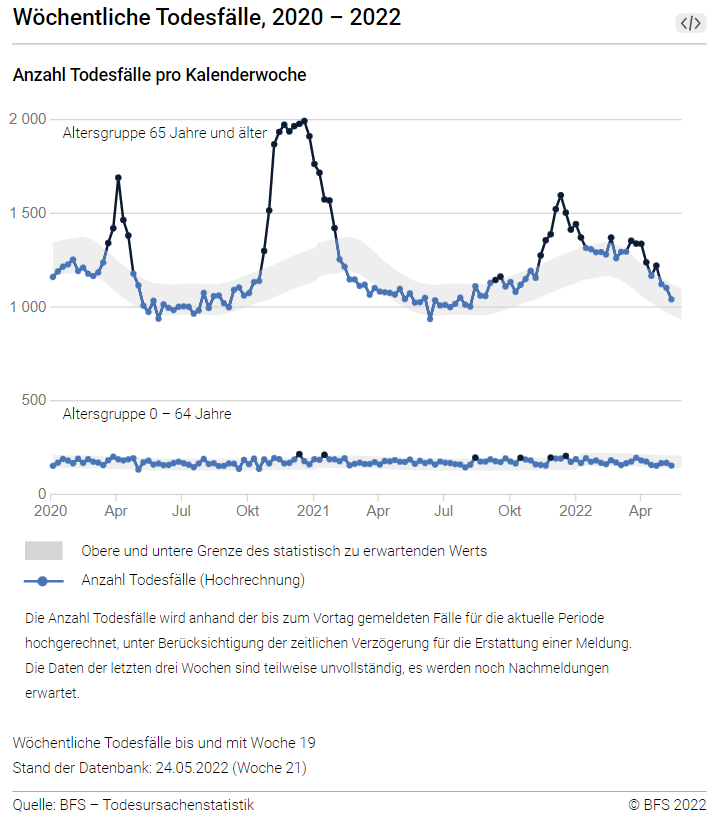 Wöchentliche Todesfälle, 2020 – 2022
</>
Anzahl Todesfälle pro Kalenderwoche
2 000
Altersgruppe 65 Jahre und älter
1 500
1 000
500
Altersgruppe 0 – 64 Jahre
0
2020 Apr Jul Okt 2021 Apr Jul Okt 2022 Apr
Obere und untere Grenze des statistisch zu erwartenden Werts
Anzahl Todesfälle (Hochrechnung)
Die Anzahl Todesfälle wird anhand der bis zum Vortag gemeldeten Fälle für die aktuelle Periode
hochgerechnet, unter Berücksichtigung der zeitlichen Verzögerung für die Erstattung einer Meldung.
Die Daten der letzten drei Wochen sind teilweise unvollständig, es werden noch Nachmeldungen
erwartet.
Wöchentliche Todesfälle bis und mit Woche 19
Stand der Datenbank: 24.05.2022 (Woche 21)
Quelle: BFS – Todesursachenstatistik © BFS 2022